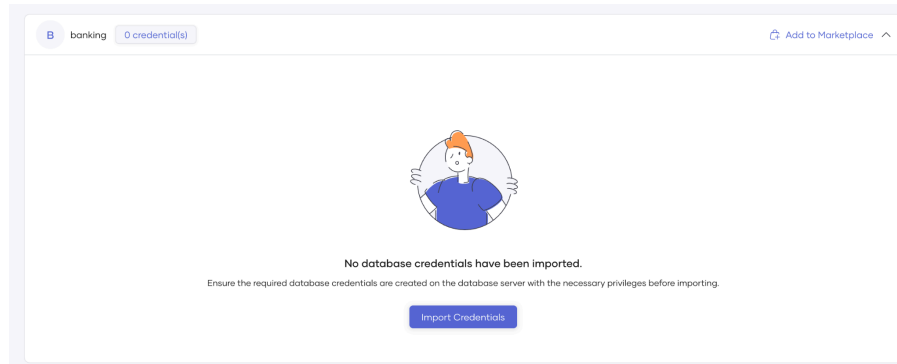 B banking 0 credential(s) Add to Marketplace
No database credentials have been imported.
Ensure the required database credentials are created on the database server with the necessary privileges before importing.
Import Credentials